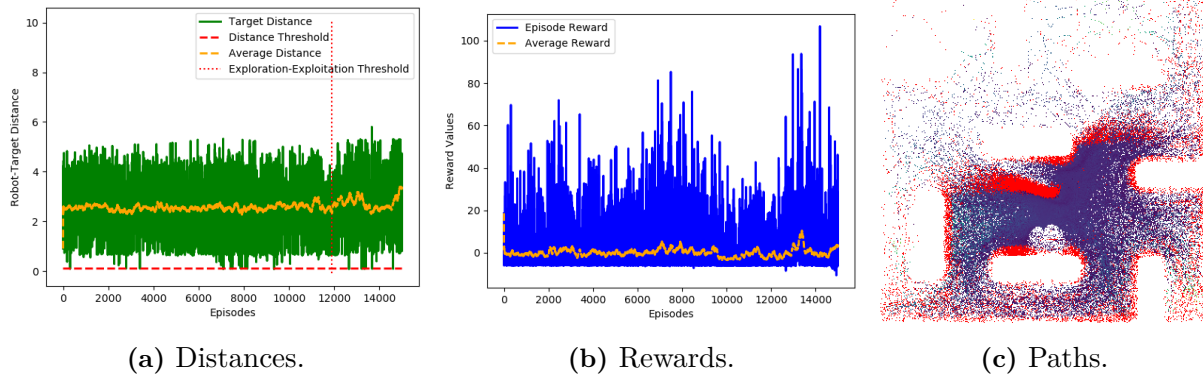 10
8
6
4
2
0
Robot-Target Distance
Target Distance
Distance Threshold
Average Distance
Exploration-Exploitation Threshold
0 2000 4000 6000 8000 10000 12000 14000
Episodes
(a) Distances.
100
80
60
40
20
0
Reward Values
Episode Reward
Average Reward
0 2000 4000 6000 8000 10000 12000 14000
Episodes
(b) Rewards.
(c) Paths.